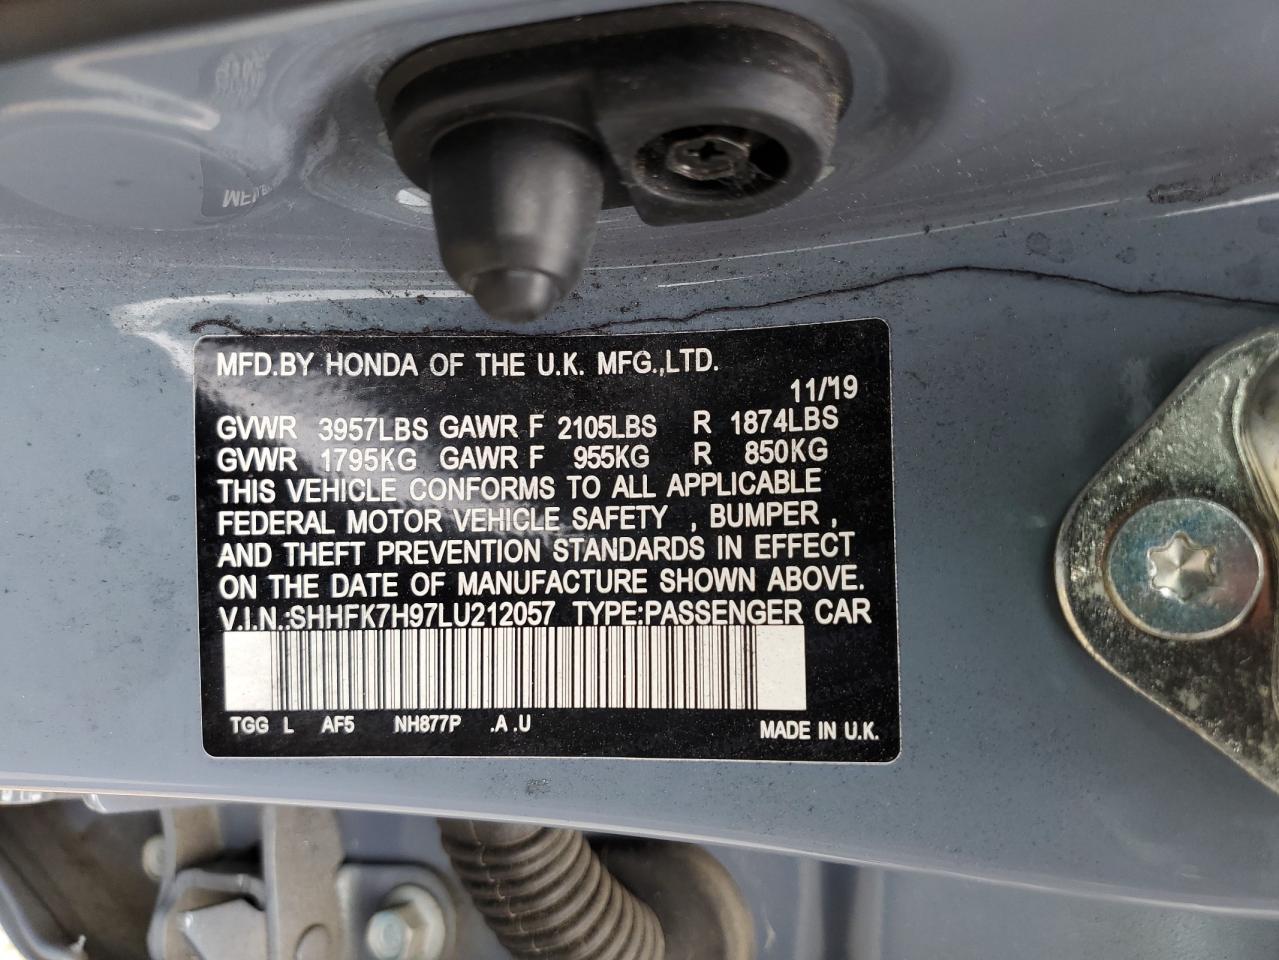 MFD.BY HONDA OF THE U.K. MFG.,LTD.
11/'19
GVWR 3957LBS GAWR F 2105LBS R 1874LBS
GVWR 1795KG GAWR F 955KG R 850KG
THIS VEHICLE CONFORMS TO ALL APPLICABLE
FEDERAL MOTOR VEHICLE SAFETY , BUMPER ,
AND THEFT PREVENTION STANDARDS IN EFFECT
ON THE DATE OF MANUFACTURE SHOWN ABOVE.
V.I.N.:SHHFK7H97LU212057 TYPE:PASSENGER CAR
TGG L AF5 NH877P .A .U MADE IN U.K.